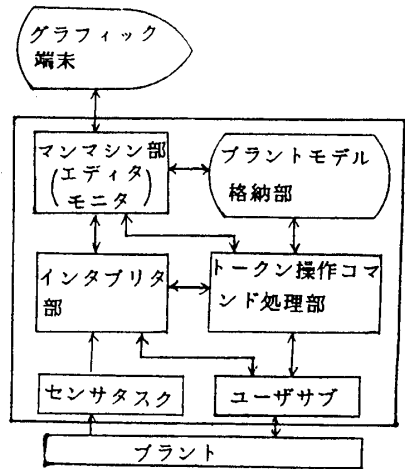 グラフィック
端末
マンマシン部
(エディタ
モニタ)
プラントモデル
格納部
インタプリタ
部
トークン操作コマ
ンド処理部
センサタスク
ユーザサブ
プラント